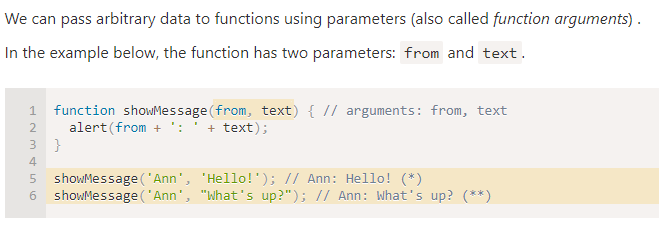 We can pass arbitrary data to functions using parameters (also called function arguments) .
In the example below, the function has two parameters: from and text.
1 function showMessage(from, text) { // arguments: from, text
2   alert(from + ': ' + text);
3 }
4
5 showMessage('Ann', 'Hello!'); // Ann: Hello! (*)
6 showMessage('Ann', "What's up?"); // Ann: What's up? (**)